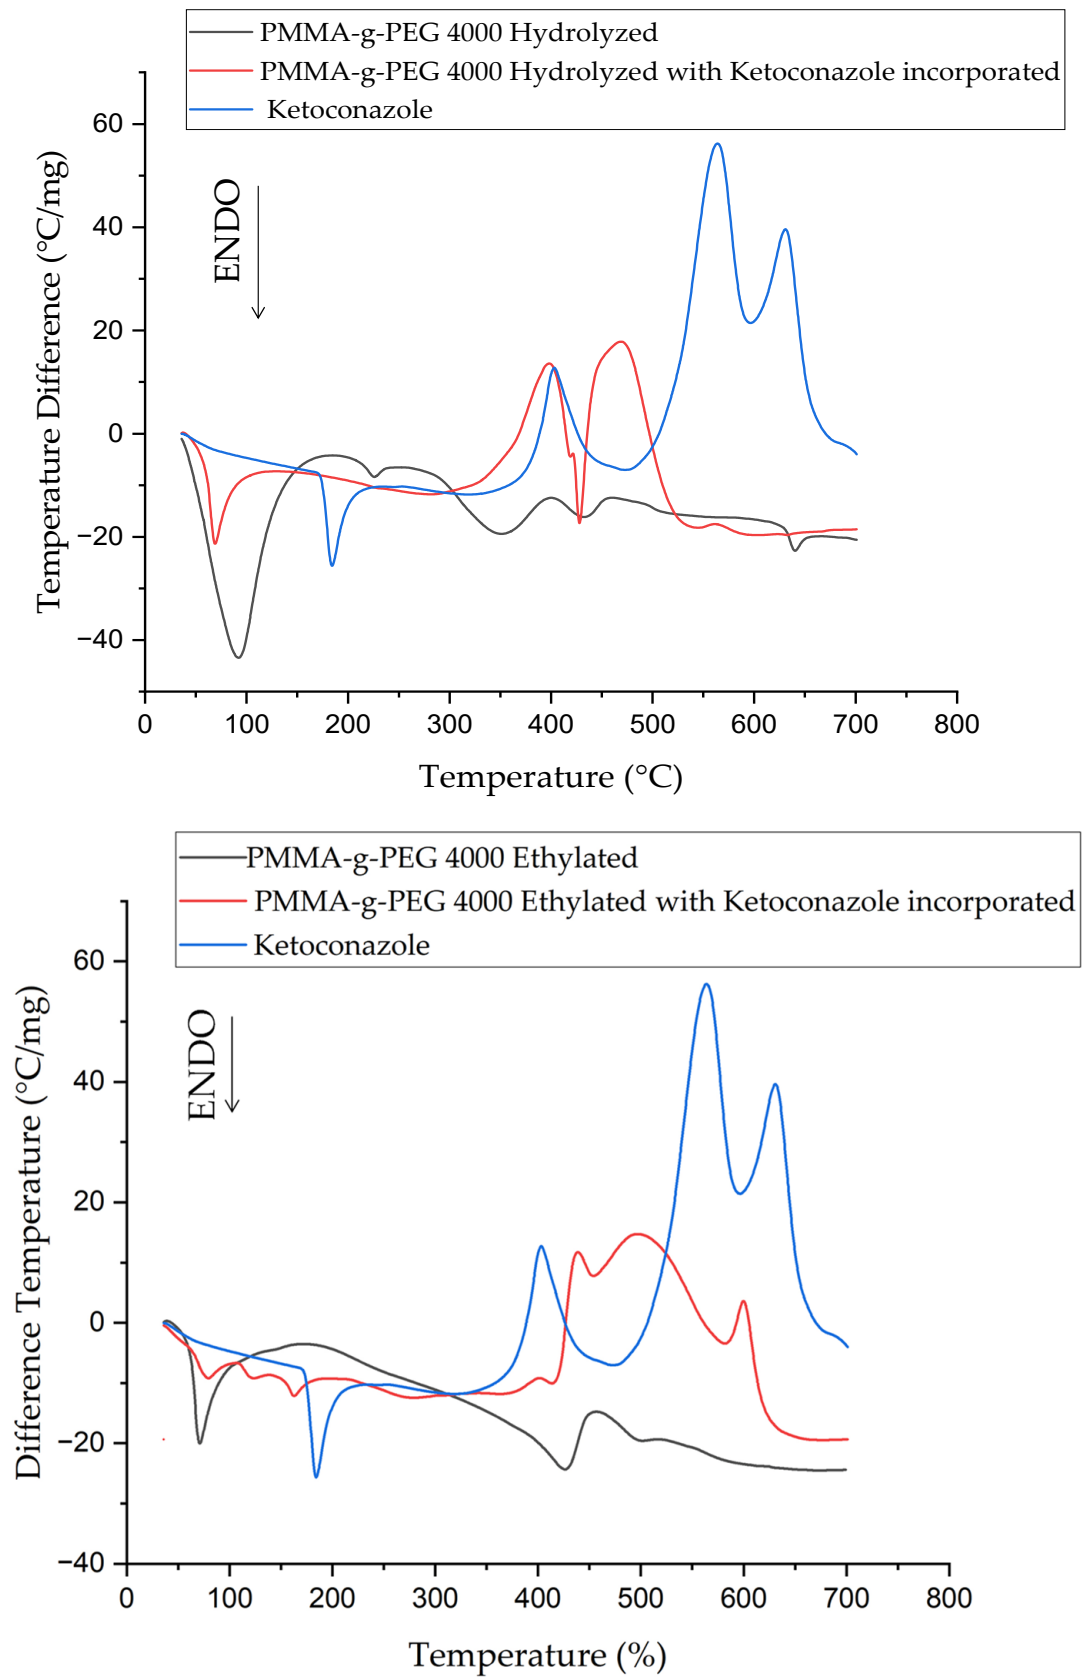 PMMA-g-PEG 4000 Hydrolyzed
PMMA-g-PEG 4000 Hydrolyzed with Ketoconazole incorporated
Ketoconazole
60
40
20
0
−20
−40
Temperature Difference (°C/mg)
ENDO
0 100 200 300 400 500 600 700 800
Temperature (°C)
PMMA-g-PEG 4000 Ethylated
PMMA-g-PEG 4000 Ethylated with Ketoconazole incorporated
Ketoconazole
60
40
20
0
−20
−40
Difference Temperature (°C/mg)
ENDO
0 100 200 300 400 500 600 700 800
Temperature (%)